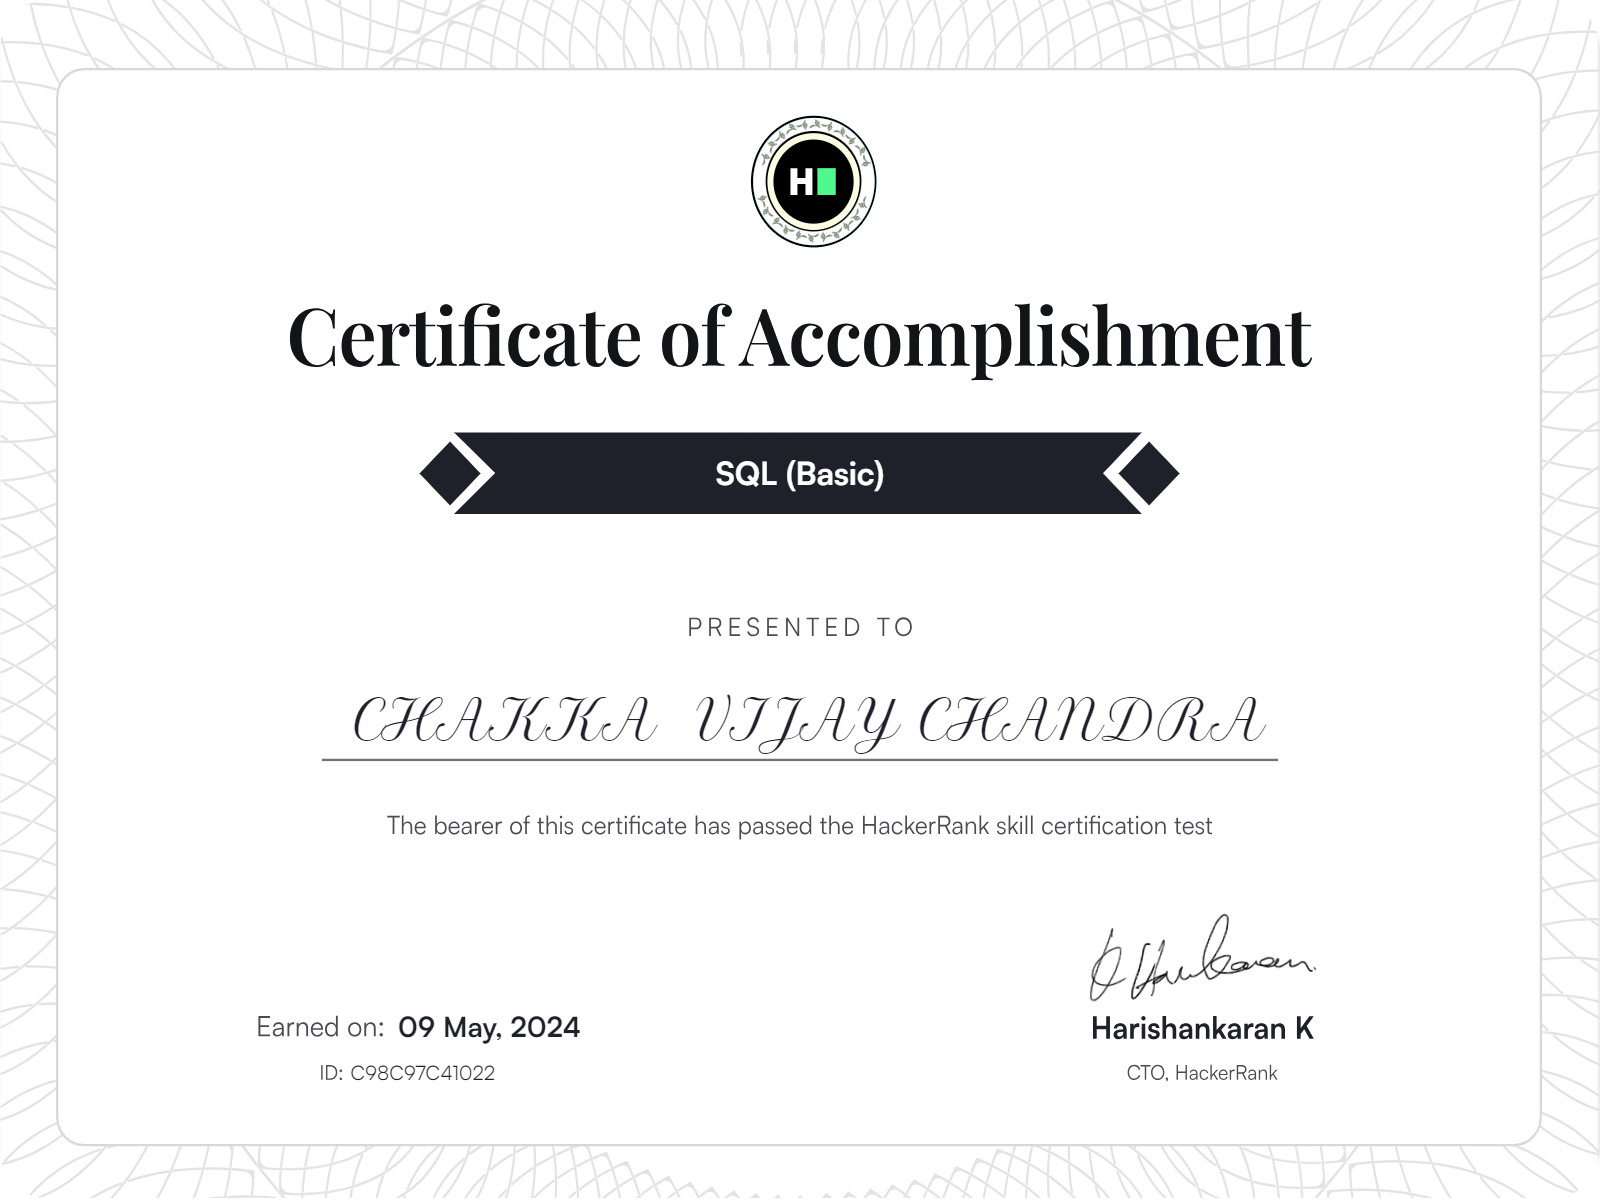 H
Certificate of Accomplishment
SQL (Basic)
PRESENTED TO
CHAKKA VIJAY CHANDRA
The bearer of this certificate has passed the HackerRank skill certification test
Earned on: 09 May, 2024
ID: C98C97C41022
Harishankaran K
CTO, HackerRank